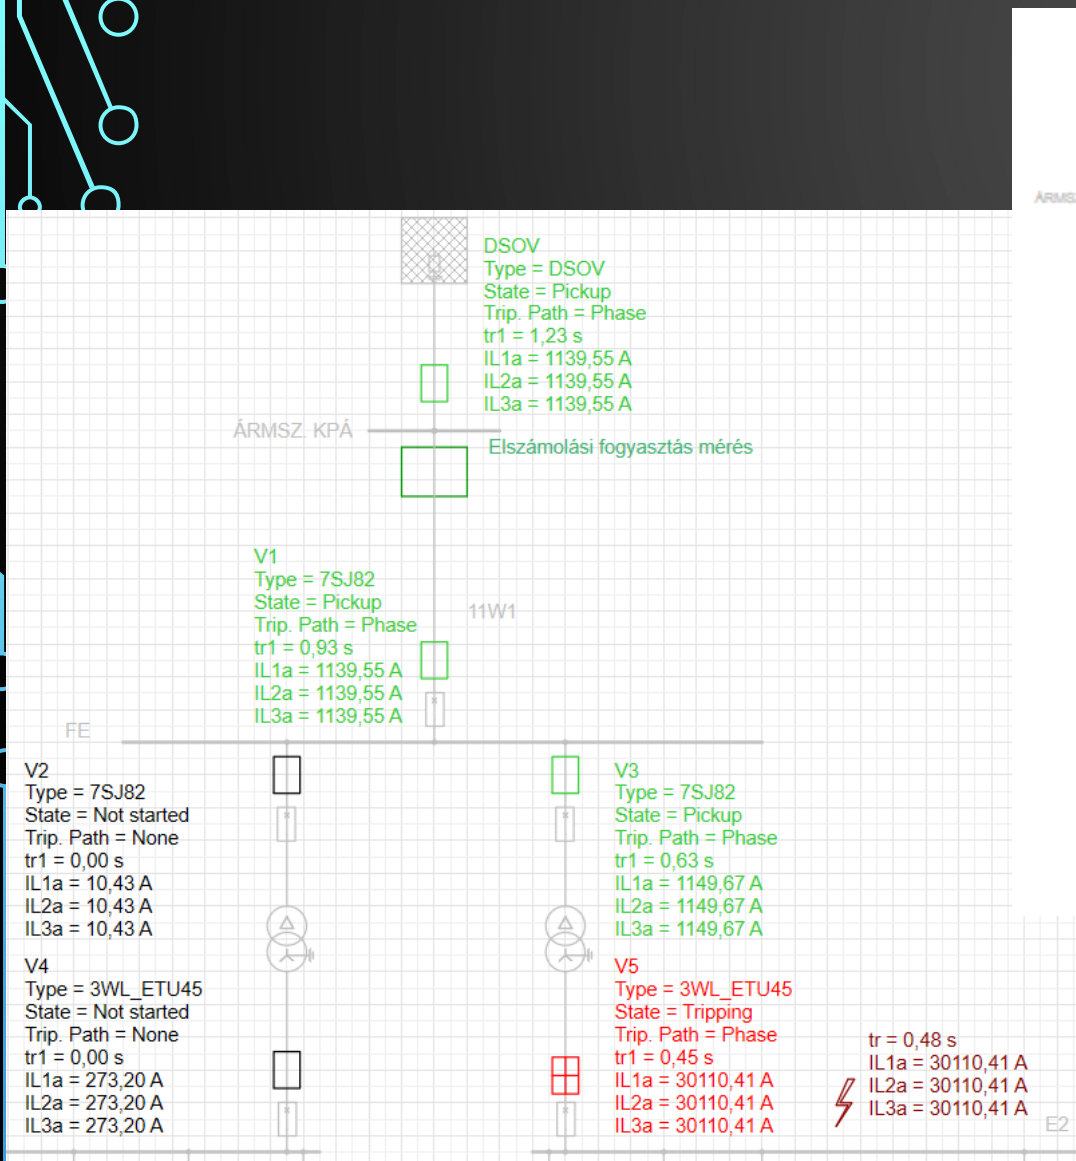 ÁRMSZ
DSOV
Type = DSOV
State = Pickup
Trip. Path = Phase
tr1 = 1,23 s
IL1a = 1139,55 A
IL2a = 1139,55 A
IL3a = 1139,55 A
ÁRMSZ. KPÁ
Elszámolási fogyasztás mérés
V1
Type = 7SJ82
State = Pickup
Trip. Path = Phase
tr1 = 0,93 s
IL1a = 1139,55 A
IL2a = 1139,55 A
IL3a = 1139,55 A
11W1
FE
V2
Type = 7SJ82
State = Not started
Trip. Path = None
tr1 = 0,00 s
IL1a = 10,43 A
IL2a = 10,43 A
IL3a = 10,43 A
V3
Type = 7SJ82
State = Pickup
Trip. Path = Phase
tr1 = 0,63 s
IL1a = 1149,67 A
IL2a = 1149,67 A
IL3a = 1149,67 A
V4
Type = 3WL_ETU45
State = Not started
Trip. Path = None
tr1 = 0,00 s
IL1a = 273,20 A
IL2a = 273,20 A
IL3a = 273,20 A
V5
Type = 3WL_ETU45
State = Tripping
Trip. Path = Phase
tr1 = 0,45 s
IL1a = 30110,41 A
IL2a = 30110,41 A
IL3a = 30110,41 A
tr = 0,48 s
IL1a = 30110,41 A
IL2a = 30110,41 A
IL3a = 30110,41 A
E2